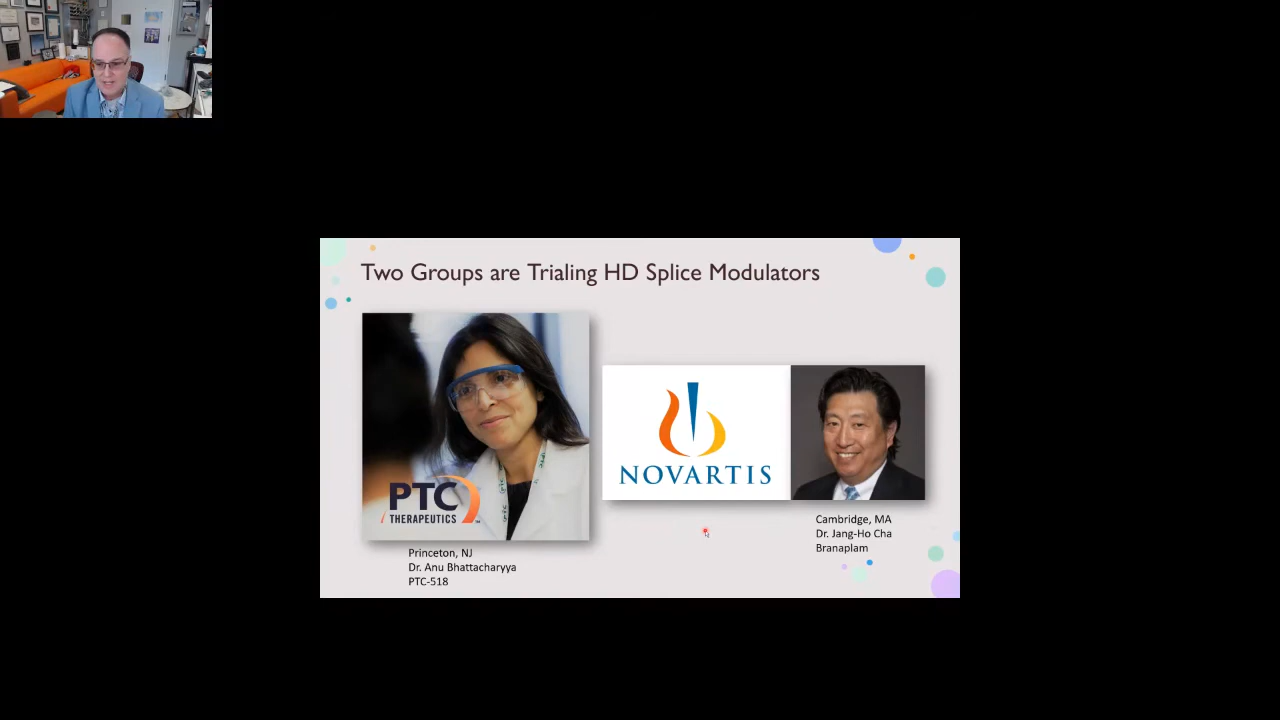 Two Groups are Trialing HD Splice Modulators
PTC
THERAPEUTICS
NOVARTIS
Princeton, NJ
Dr. Anu Bhattacharyya
PTC-518
Cambridge, MA
Dr. Jang-Ho Cha
Branaplam